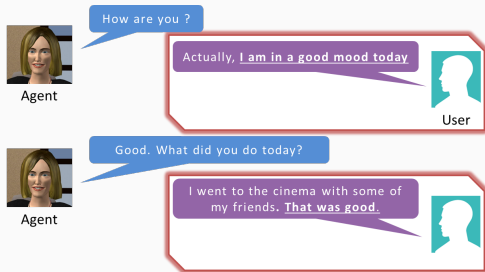 How are you ?
Actually, I am in a good mood today
Agent
User
Good. What did you do today?
I went to the cinema with some of
my friends. That was good.
Agent